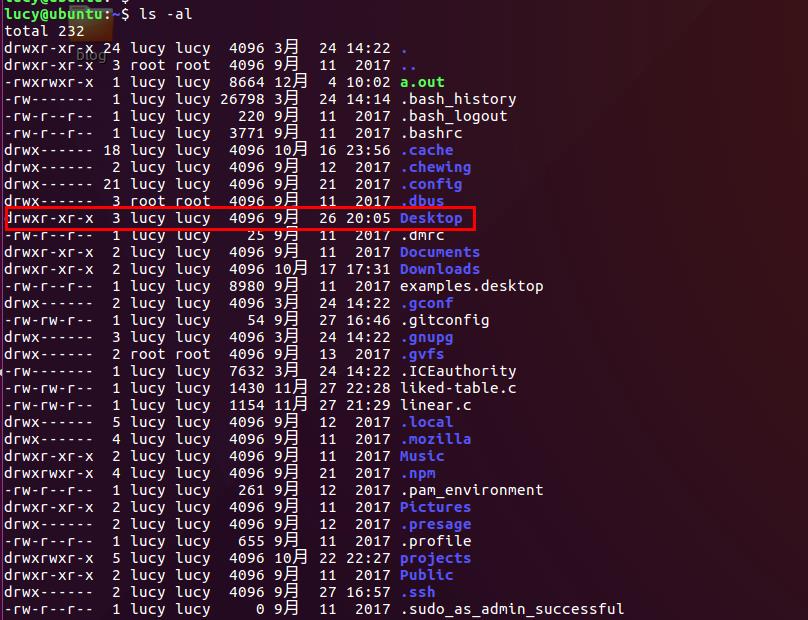 lucy@ubuntu:~$ ls -al
total 232
blog
drwxr-xr-x 24 lucy lucy 4096 3月 24 14:22 .
drwxr-xr-x 3 root root 4096 9月 11 2017 ..
-rwxrwxr-x 1 lucy lucy 8664 12月 4 10:02 a.out
-rw------- 1 lucy lucy 26798 3月 24 14:14 .bash_history
-rw-r--r-- 1 lucy lucy 220 9月 11 2017 .bash_logout
-rw-r--r-- 1 lucy lucy 3771 9月 11 2017 .bashrc
drwx------ 18 lucy lucy 4096 10月 16 23:56 .cache
drwx------ 2 lucy lucy 4096 9月 12 2017 .chewing
drwx------ 21 lucy lucy 4096 9月 21 2017 .config
drwx------ 3 root root 4096 9月 11 2017 .dbus
drwxr-xr-x 3 lucy lucy 4096 9月 26 20:05 Desktop
-rw-r--r-- 1 lucy lucy 25 9月 11 2017 .dmrc
drwxr-xr-x 2 lucy lucy 4096 9月 11 2017 Documents
drwxr-xr-x 2 lucy lucy 4096 10月 17 17:31 Downloads
-rw-r--r-- 1 lucy lucy 8980 9月 11 2017 examples.desktop
drwx------ 2 lucy lucy 4096 3月 24 14:22 .gconf
-rw-rw-r-- 1 lucy lucy 54 9月 27 16:46 .gitconfig
drwx------ 3 lucy lucy 4096 3月 24 14:22 .gnupg
drwx------ 2 root root 4096 9月 13 2017 .gvfs
-rw------- 1 lucy lucy 7632 3月 24 14:22 .ICEauthority
-rw-rw-r-- 1 lucy lucy 1430 11月 27 22:28 liked-table.c
-rw-rw-r-- 1 lucy lucy 1154 11月 27 21:29 linear.c
drwx------ 5 lucy lucy 4096 9月 12 2017 .local
drwx------ 4 lucy lucy 4096 9月 11 2017 .mozilla
drwxr-xr-x 2 lucy lucy 4096 9月 11 2017 Music
drwxrwxr-x 4 lucy lucy 4096 9月 21 2017 .npm
-rw-r--r-- 1 lucy lucy 261 9月 12 2017 .pam_environment
drwxr-xr-x 2 lucy lucy 4096 9月 11 2017 Pictures
drwx------ 2 lucy lucy 4096 9月 12 2017 .presage
-rw-r--r-- 1 lucy lucy 655 9月 11 2017 .profile
drwxrwxr-x 5 lucy lucy 4096 10月 22 22:27 projects
drwxr-xr-x 2 lucy lucy 4096 9月 11 2017 Public
drwx------ 2 lucy lucy 4096 9月 27 16:57 .ssh
-rw-r--r-- 1 lucy lucy 0 9月 11 2017 .sudo_as_admin_successful